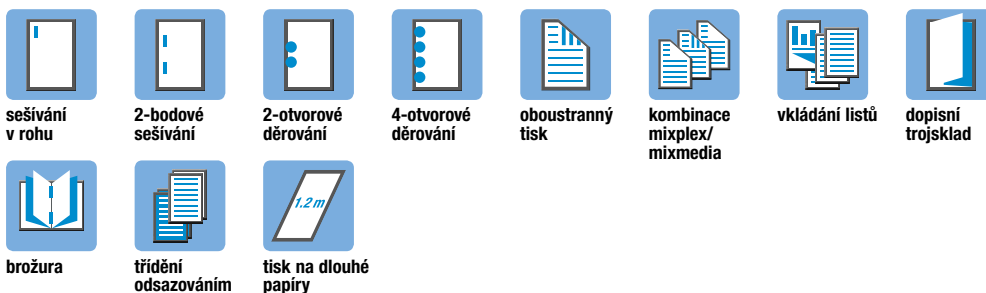 sešívání
v rohu
2-bodové
sešívání
2-otvorové
děrování
4-otvorové
děrování
oboustranný
tisk
kombinace
mixplex/
mixmedia
vkládání listů
dopisní
trojsklad
brožura
třídění
odsazováním
1.2 m
tisk na dlouhé
papíry